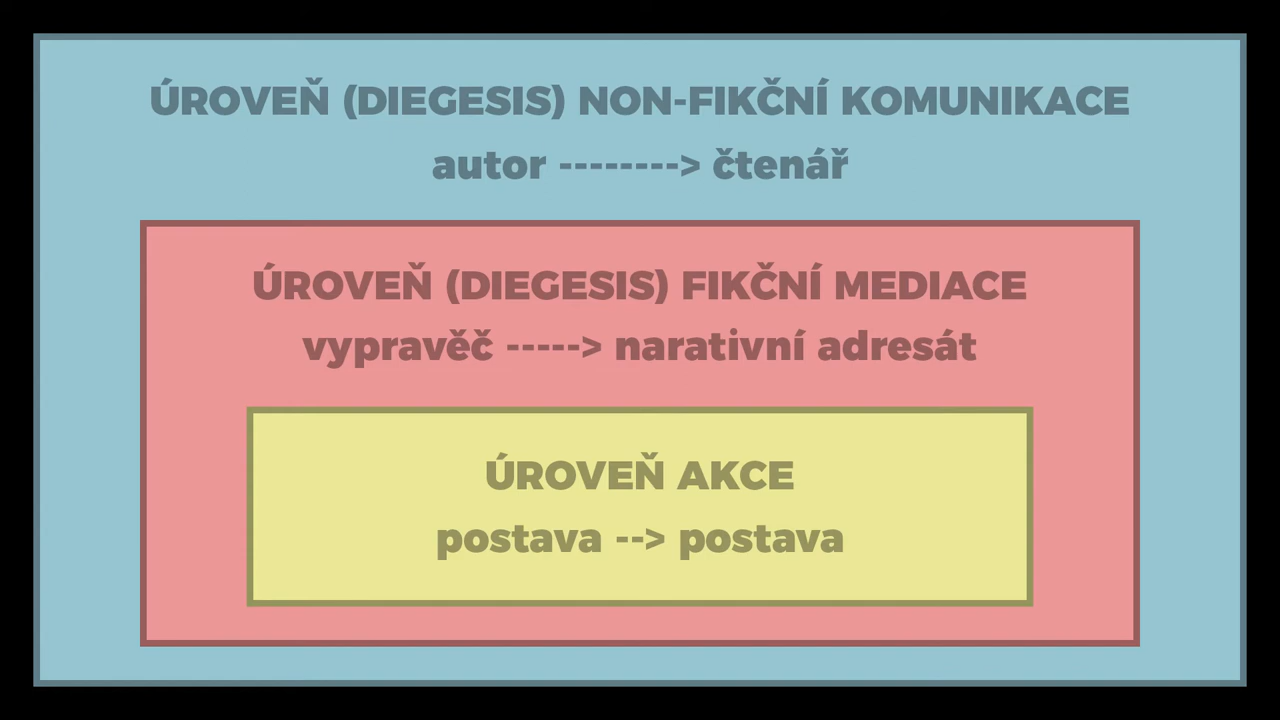 ÚROVEŇ (DIEGESIS) NON-FIKČNÍ KOMUNIKACE
autor --------> čtenář
ÚROVEŇ (DIEGESIS) FIKČNÍ MEDIACE
vypravěč -----> narativní adresát
ÚROVEŇ AKCE
postava --> postava